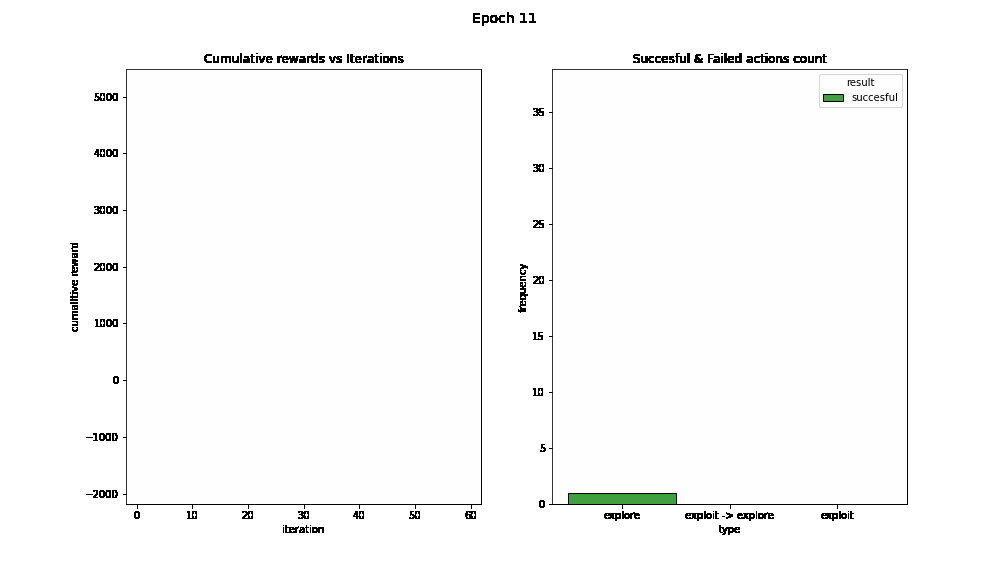 Epoch 11
Cumulative rewards vs Iterations
5000
4000
3000
2000
1000
0
−1000
−2000
cumalitive reward
0 10 20 30 40 50 60
iteration
Succesful & Failed actions count
result
succesful
35
30
25
20
15
10
5
0
frequency
explore exploit -> explore exploit
type